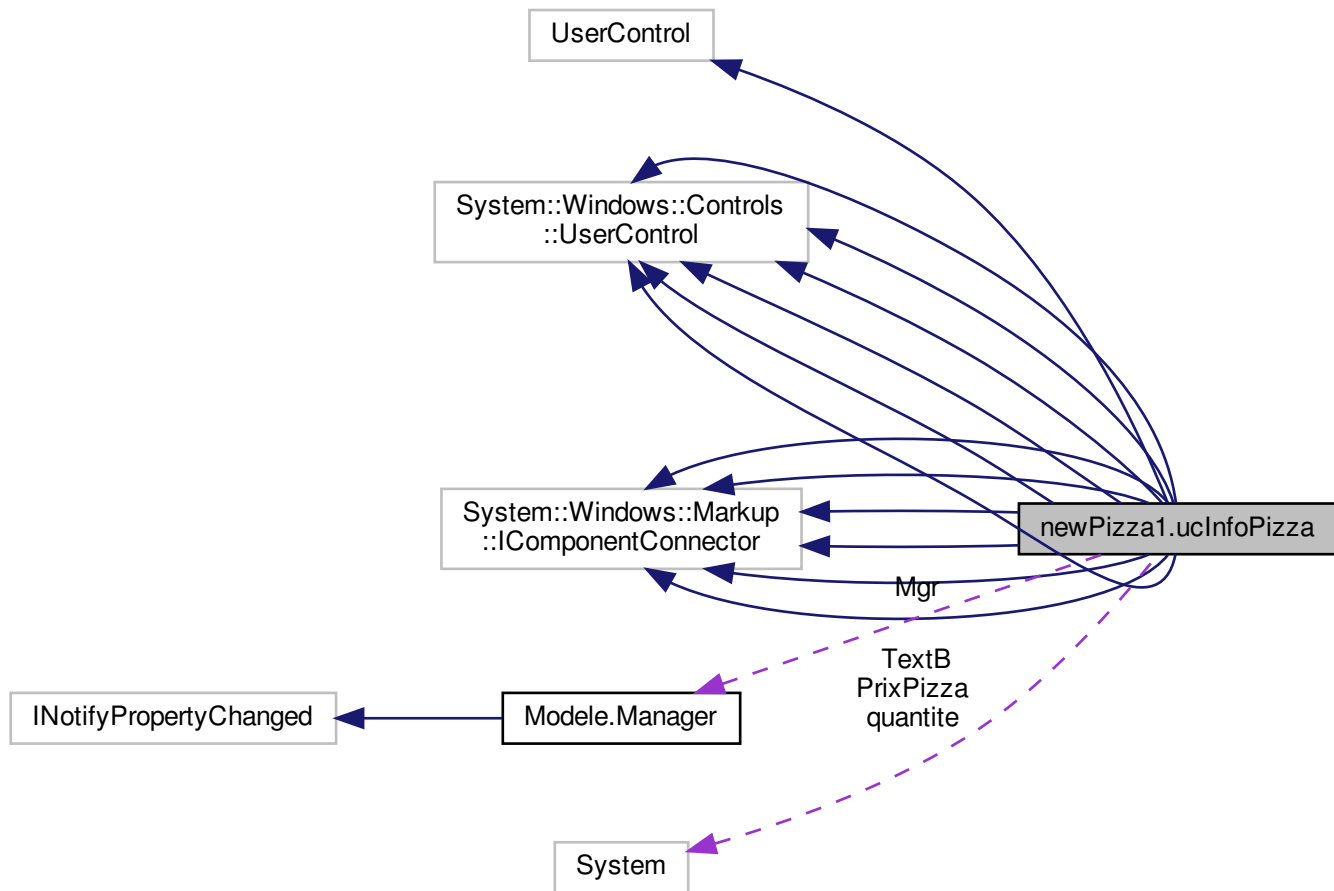 UserControl
System::Windows::Controls
::UserControl
System::Windows::Markup
::IComponentConnector
newPizza1.ucInfoPizza
Mgr
TextB
PrixPizza
quantite
INotifyPropertyChanged
Modele.Manager
System